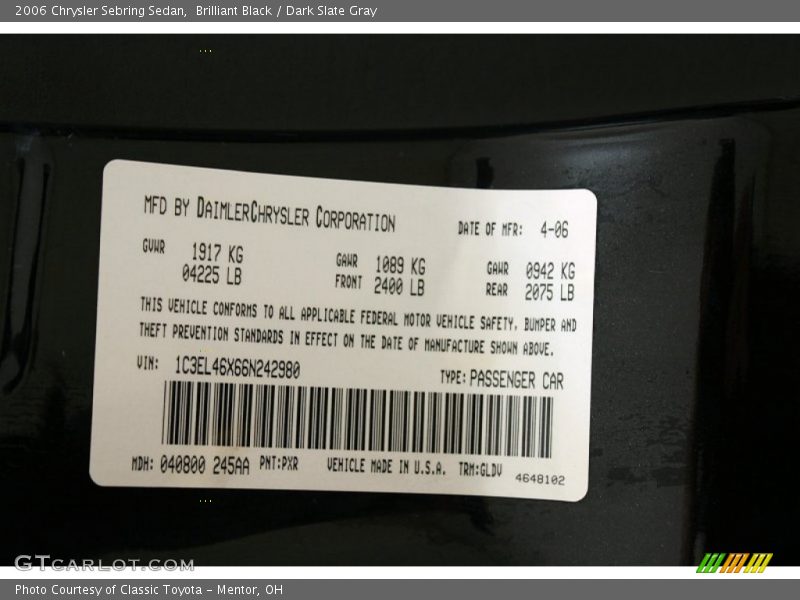 2006 Chrysler Sebring Sedan,  Brilliant Black / Dark Slate Gray
MFD BY DAIMLERCHRYSLER CORPORATION
DATE OF MFR: 4-06
GVWR 1917 KG
04225 LB
GAWR 1089 KG
FRONT 2400 LB
GAWR 0942 KG
REAR 2075 LB
THIS VEHICLE CONFORMS TO ALL APPLICABLE FEDERAL MOTOR VEHICLE SAFETY, BUMPER AND
THEFT PREVENTION STANDARDS IN EFFECT ON THE DATE OF MANUFACTURE SHOWN ABOVE.
VIN: 1C3EL46X66N242980
TYPE: PASSENGER CAR
MDH: 040800 245AA PNT:PXR VEHICLE MADE IN U.S.A. TRM:GLDV 4648102
GTCARLOT.COM
Photo Courtesy of Classic Toyota - Mentor, OH